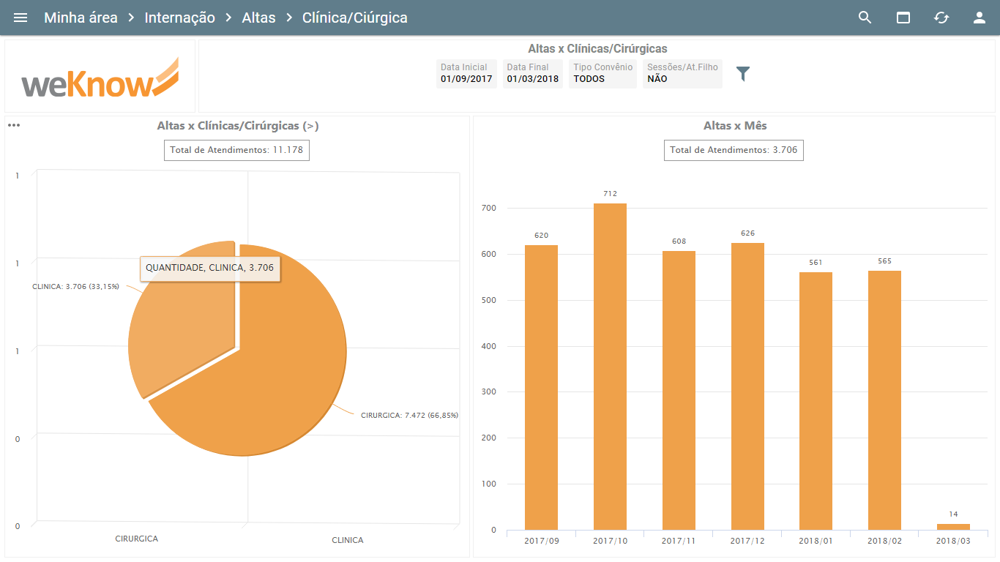 Minha área > Internação > Altas > Clínica/Ciúrgica
weKnow
Altas x Clínicas/Cirúrgicas
Data Inicial
01/09/2017
Data Final
01/03/2018
Tipo Convênio
TODOS
Sessões/At.Filho
NÃO
Altas x Clínicas/Cirúrgicas (>)
Total de Atendimentos: 11.178
1
1
1
0
0
QUANTIDADE, CLINICA, 3.706
CLINICA: 3.706 (33,15%)
CIRURGICA: 7.472 (66,85%)
CIRURGICA
CLINICA
Altas x Mês
Total de Atendimentos: 3.706
700
600
500
400
300
200
100
0
620
712
608
626
561
565
14
2017/09
2017/10
2017/11
2017/12
2018/01
2018/02
2018/03